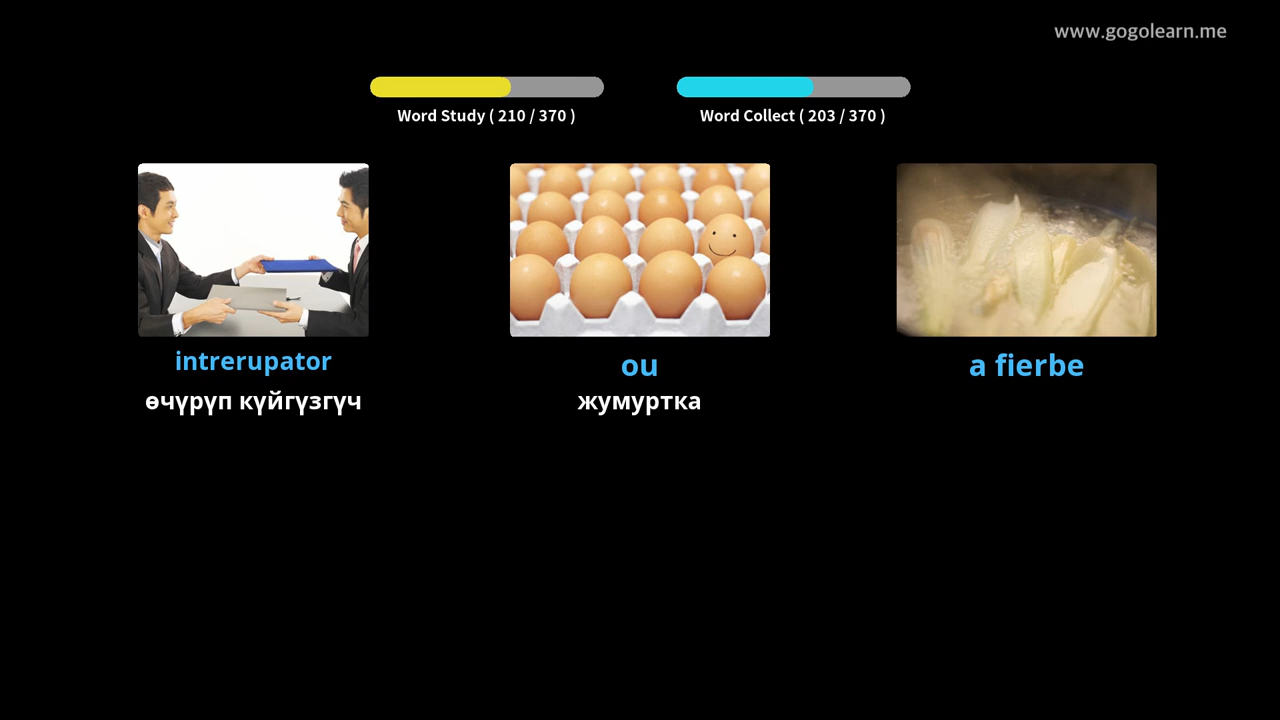 www.gogolearn.me
Word Study ( 210 / 370 )
Word Collect ( 203 / 370 )
intrerupator
өчүрүп күйгүзгүч
ou
жумуртка
a fierbe